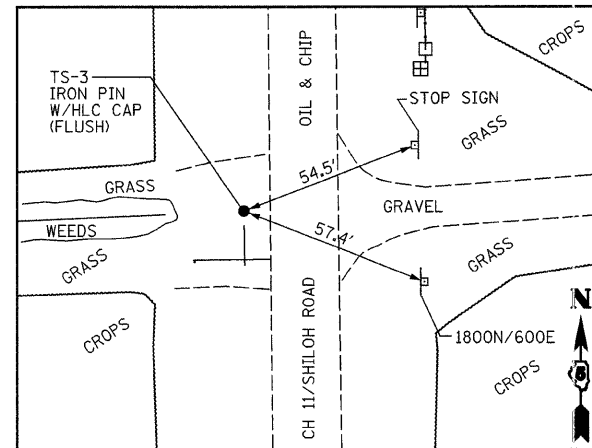 CROPS
OIL & CHIP
TS-3
IRON PIN
W/HLC CAP
(FLUSH)
STOP SIGN
GRASS
54.5'
GRASS
GRAVEL
WEEDS
57.4'
GRASS
GRASS
N
CROPS
CH 11/SHILOH ROAD
1800N/600E
CROPS
5